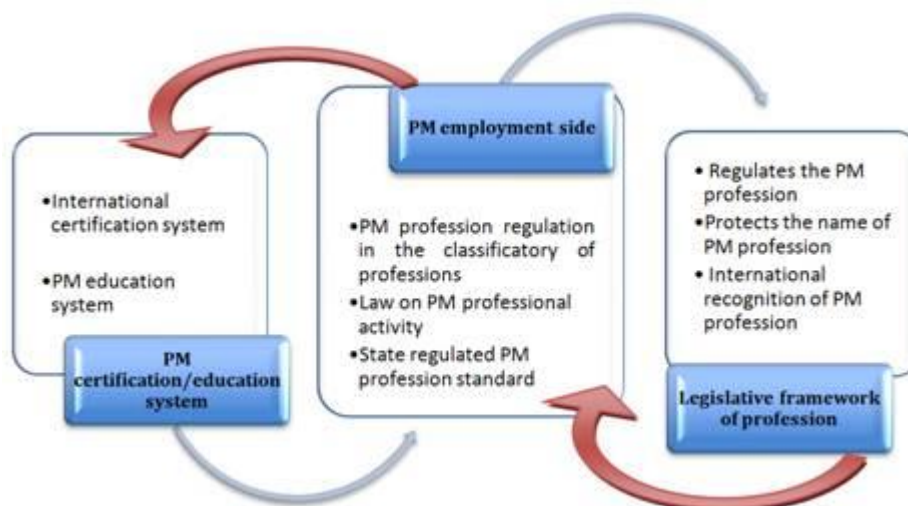 •International
certification system
•PM education
system
PM
certification/education
system
PM employment side
•PM profession regulation
in the classificatory of
professions
•Law on PM professional
activity
•State regulated PM
profession standard
• Regulates the PM
profession
•Protects the name of
PM profession
• International
recognition of PM
profession
Legislative framework
of profession